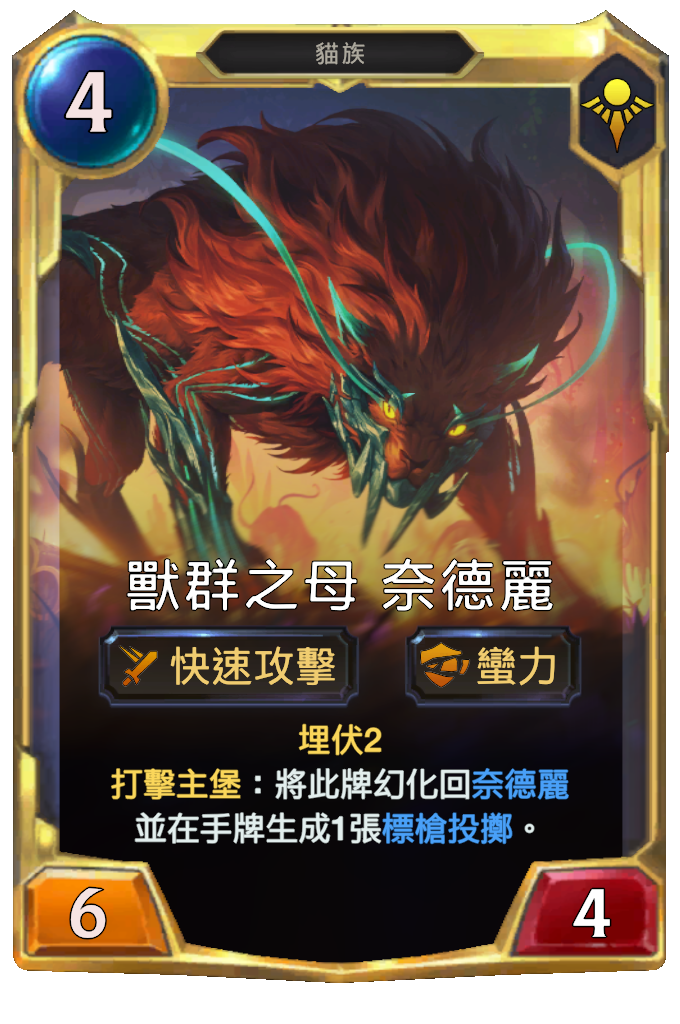 貓族
4
獸群之母 奈德麗
快速攻擊 蠻力
埋伏2
打擊主堡：將此牌幻化回奈德麗
並在手牌生成1張標槍投擲。
6 4